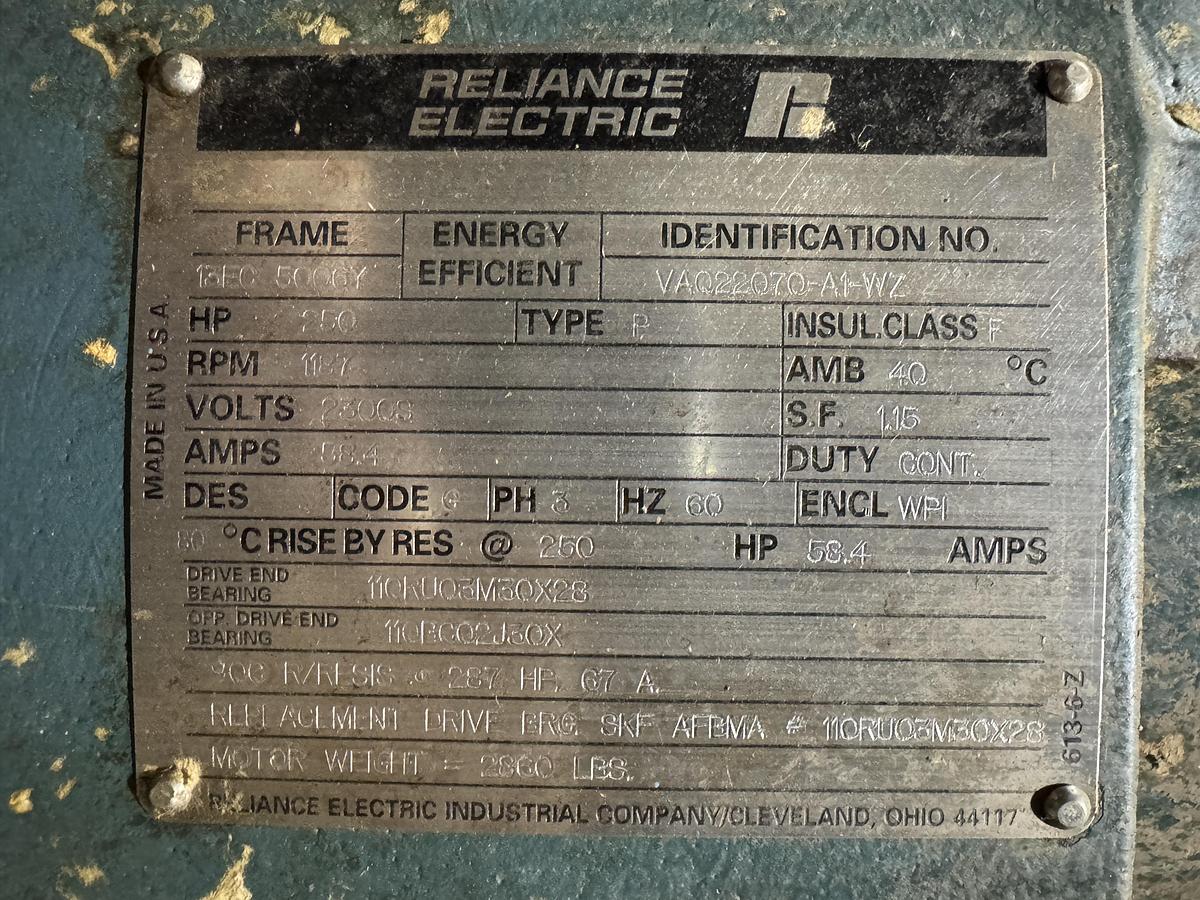 RELIANCE
ELECTRIC
FRAME ENERGY EFFICIENT IDENTIFICATION NO.
VAQ22070-A1-WZ
HP 250 TYPE P INSUL.CLASS F
RPM 1187 AMB 40 °C
VOLTS 2300 S.F. 1.15
AMPS 58.4 DUTY CONT.
DES CODE G PH 3 HZ 60 ENCL WPI
80 °C RISE BY RES @ 250 HP 58.4 AMPS
DRIVE END BEARING 110RU03M30X28
OPP. DRIVE END BEARING 110BC02J30X
R/RESIS @ 287 HP. 67 A.
REPLACEMENT DRIVE BRG SKF AFBMA # 110RU03M30X28
MOTOR WEIGHT = 2860 LBS.
RELIANCE ELECTRIC INDUSTRIAL COMPANY/CLEVELAND, OHIO 44117
MADE IN U.S.A.
613-6-Z